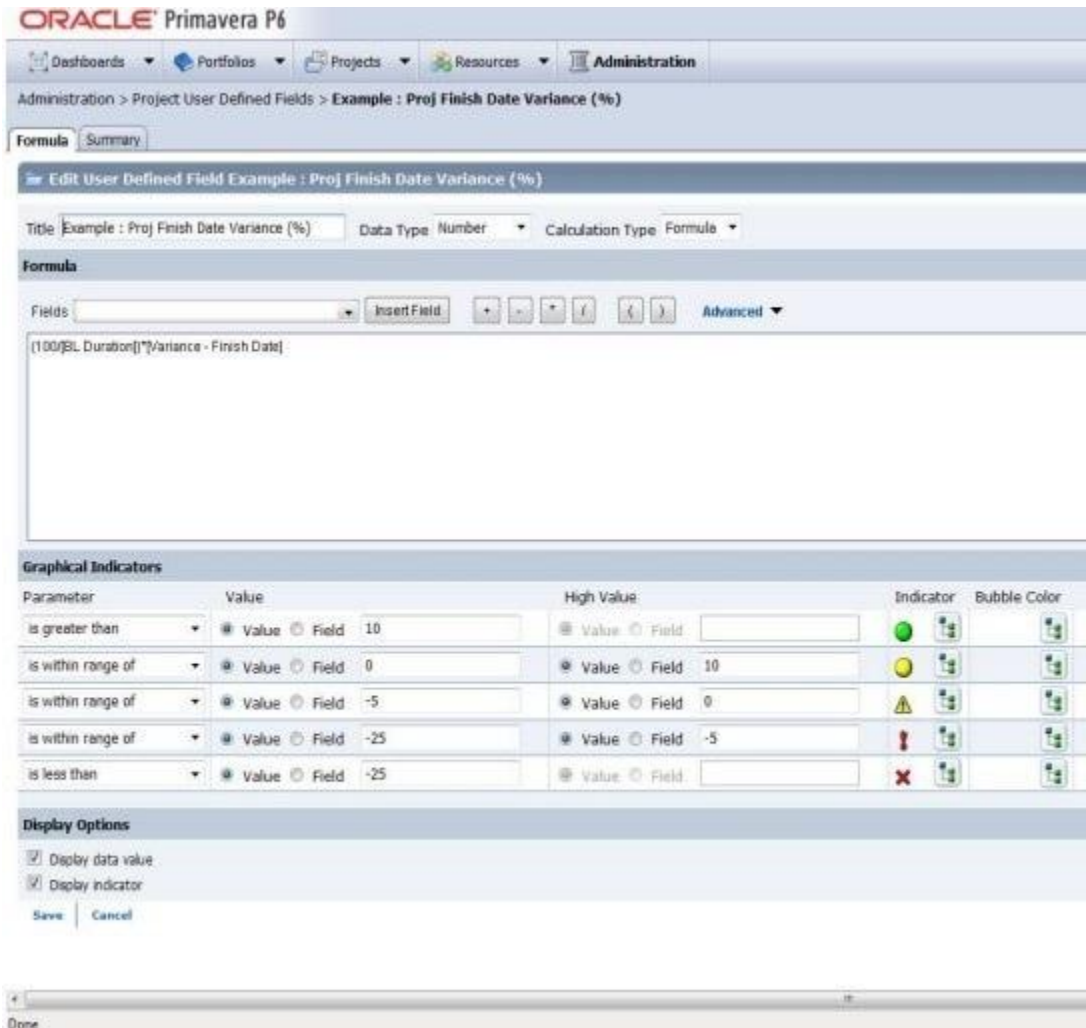 ORACLE Primavera P6
Dashboards Portfolios Projects Resources Administration
Administration > Project User Defined Fields > Example : Proj Finish Date Variance (%)
Formula Summary
Edit User Defined Field Example : Proj Finish Date Variance (%)
Title Example : Proj Finish Date Variance (%) Data Type Number Calculation Type Formula
Formula
Fields Insert Field + - * / ( ) Advanced
(100/[BL Duration])*[Variance - Finish Date]
Graphical Indicators
Parameter Value High Value Indicator Bubble Color
is greater than Value Field 10 Value Field
is within range of Value Field 0 Value Field 10
is within range of Value Field -5 Value Field 0
is within range of Value Field -25 Value Field -5
is less than Value Field -25 Value Field
Display Options
Display data value
Display indicator
Save Cancel
Done